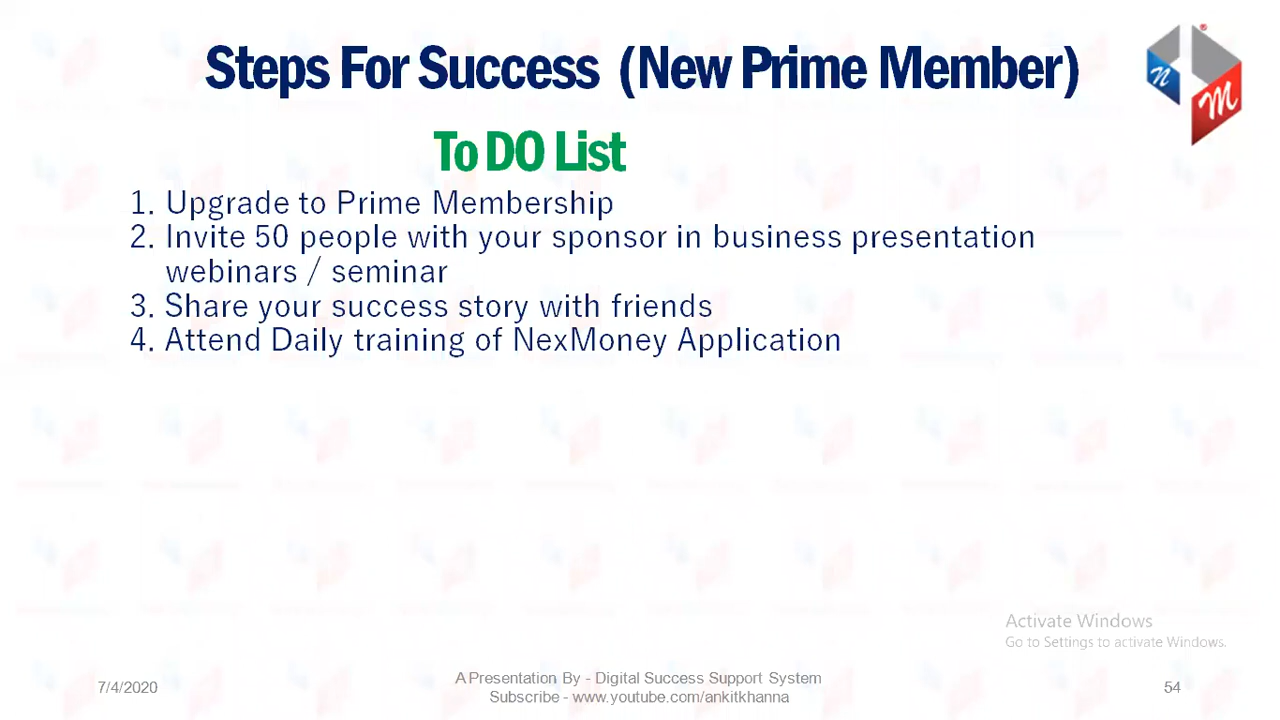 Steps For Success (New Prime Member)
To DO List
1. Upgrade to Prime Membership
2. Invite 50 people with your sponsor in business presentation
webinars / seminar
3. Share your success story with friends
4. Attend Daily training of NexMoney Application
Activate Windows
Go to Settings to activate Windows.
7/4/2020
A Presentation By - Digital Success Support System
Subscribe - www.youtube.com/ankitkhanna
54
n
M